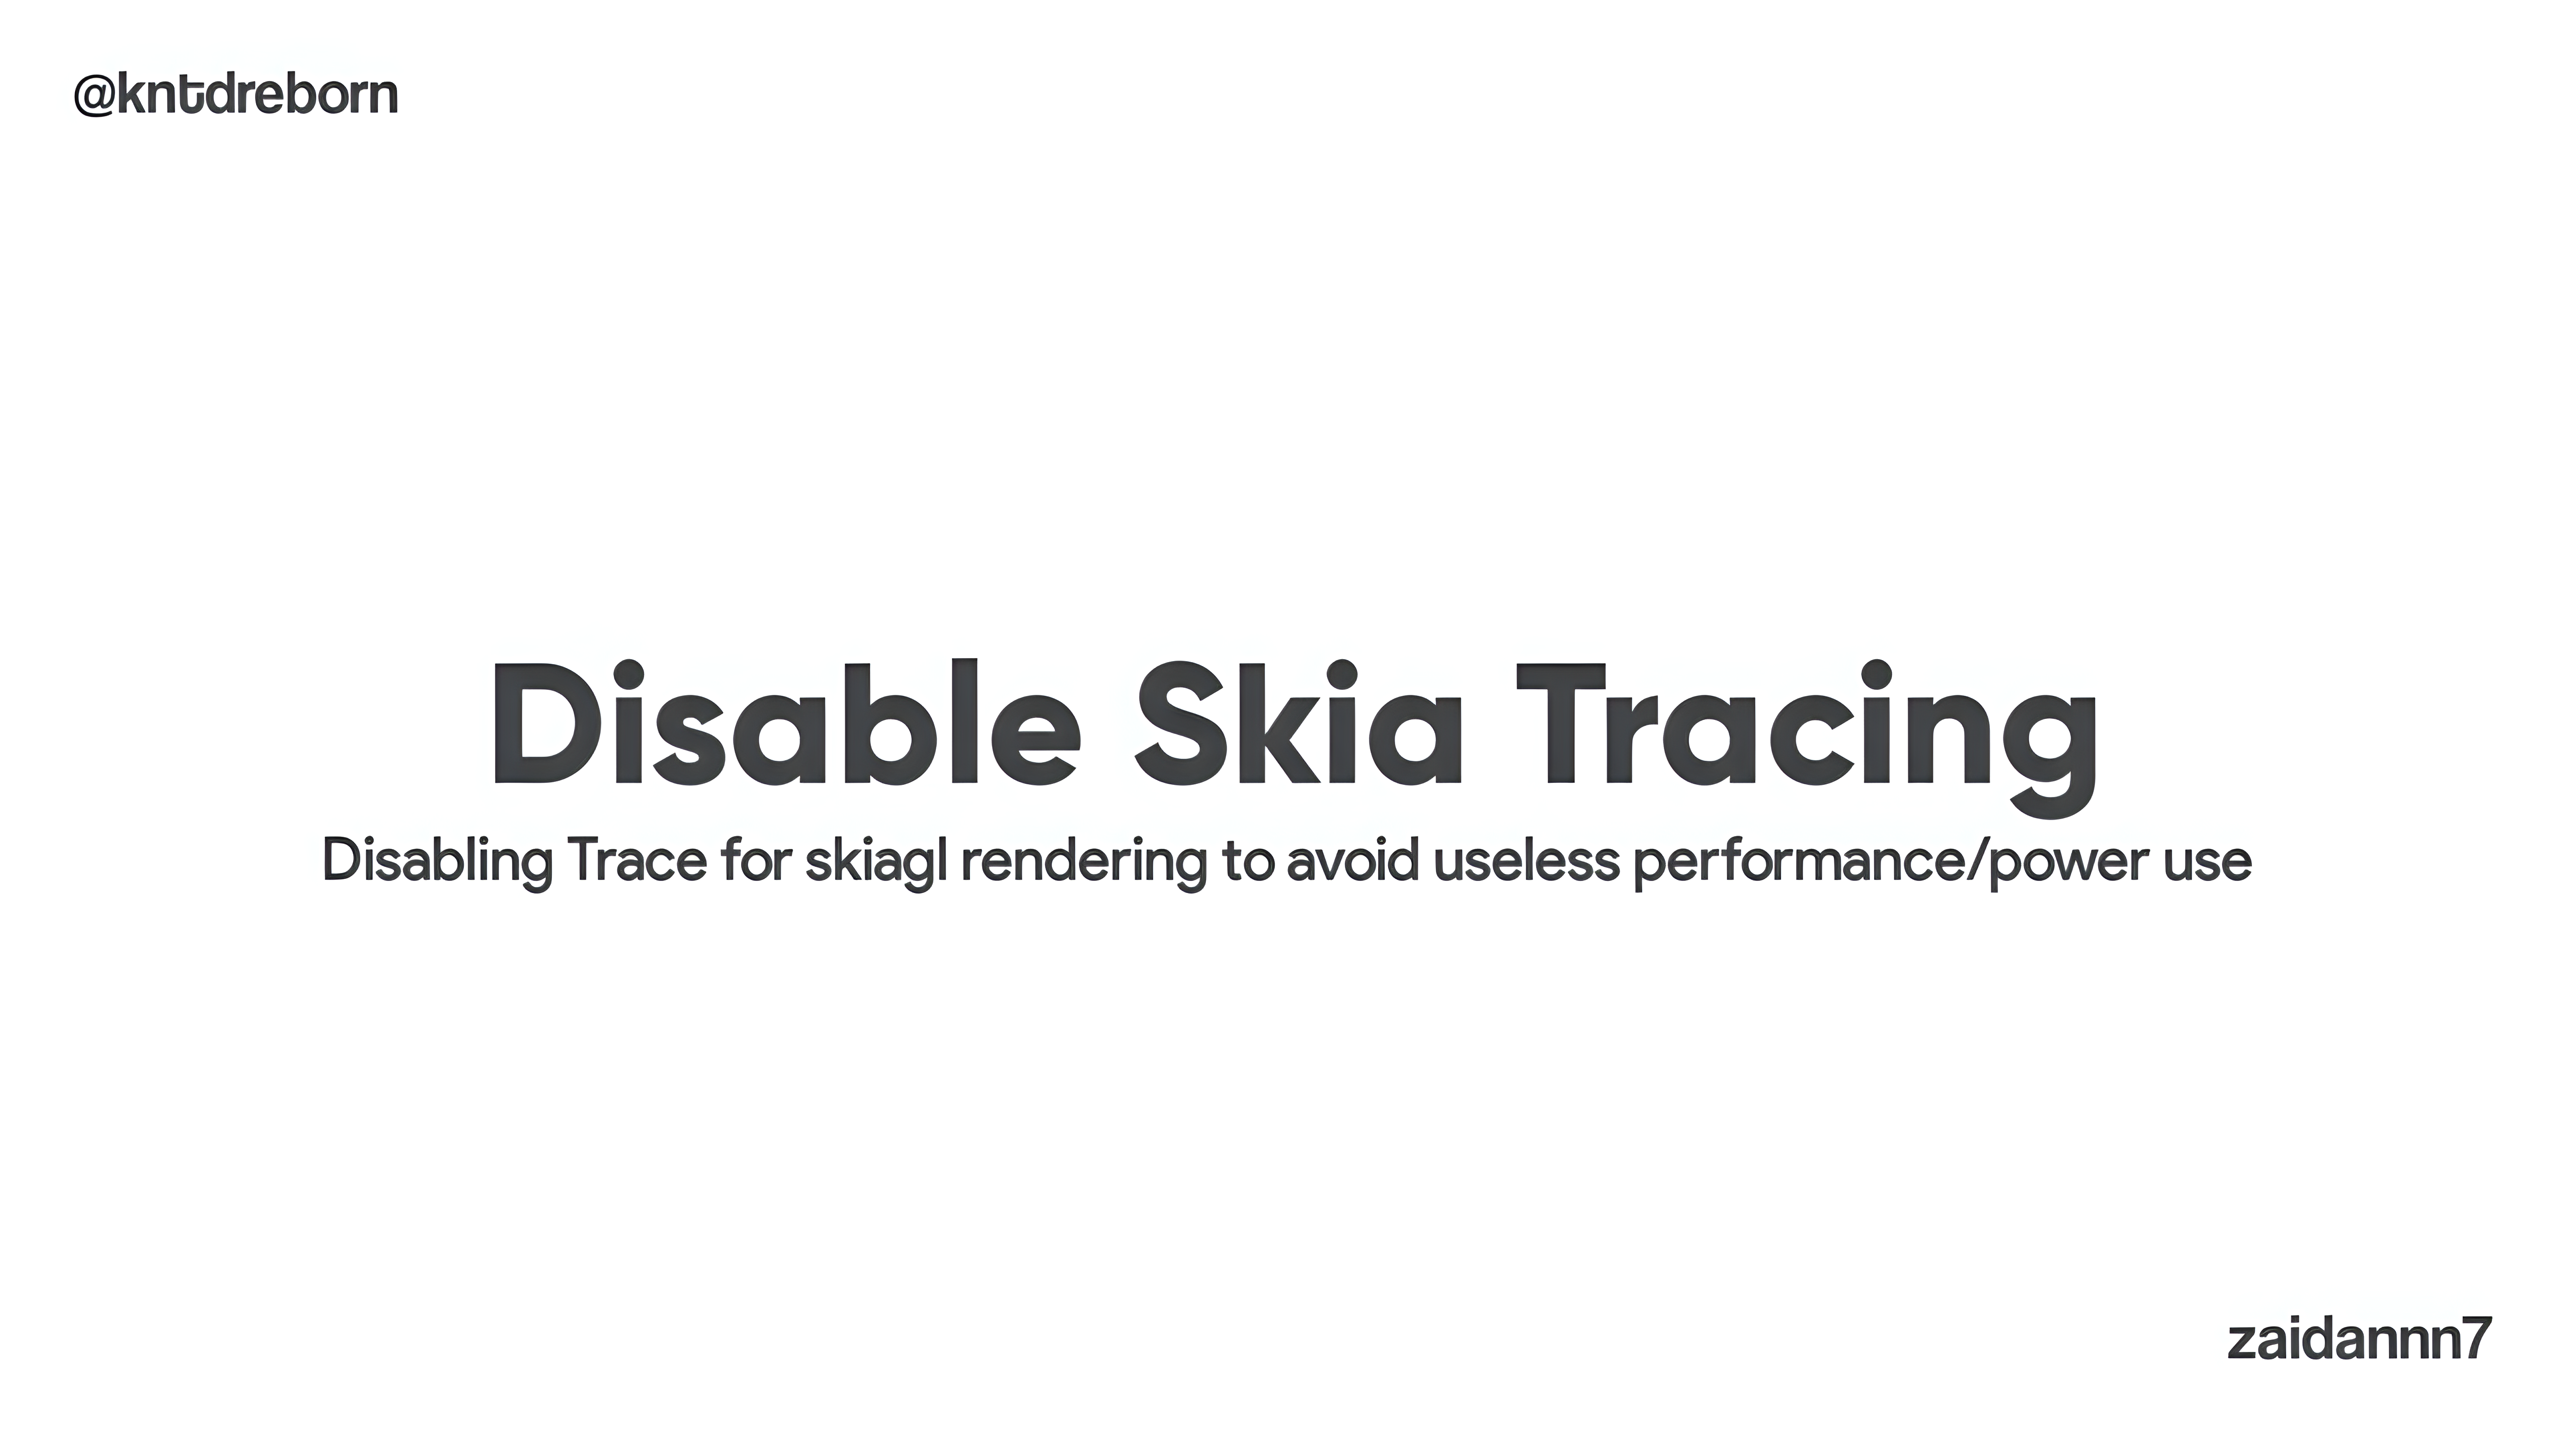 @kntdreborn
Disable Skia Tracing
Disabling Trace for skiagl rendering to avoid useless performance/power use
zaidannn7